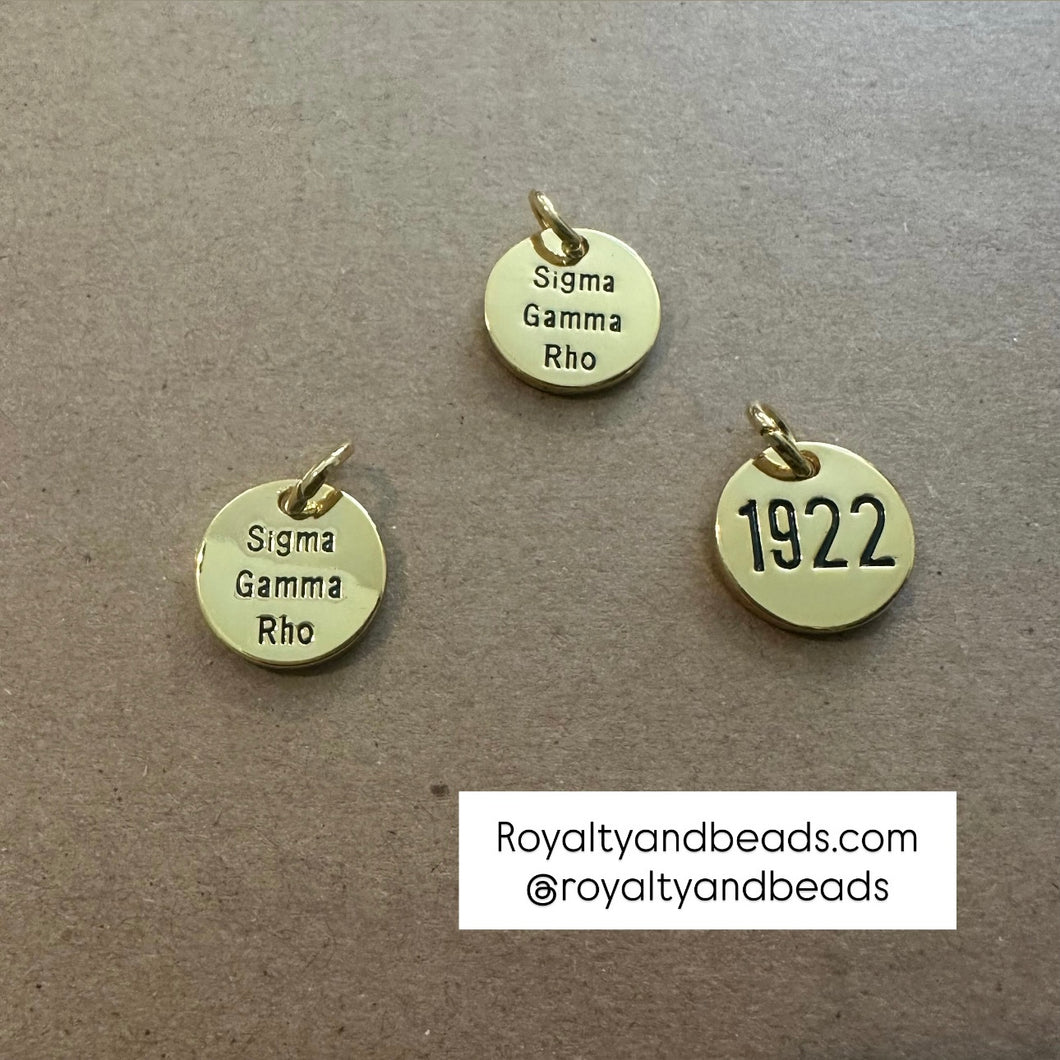 Sigma
Gamma
Rho
Sigma
Gamma
Rho
1922
Royaltyandbeads.com
@royaltyandbeads